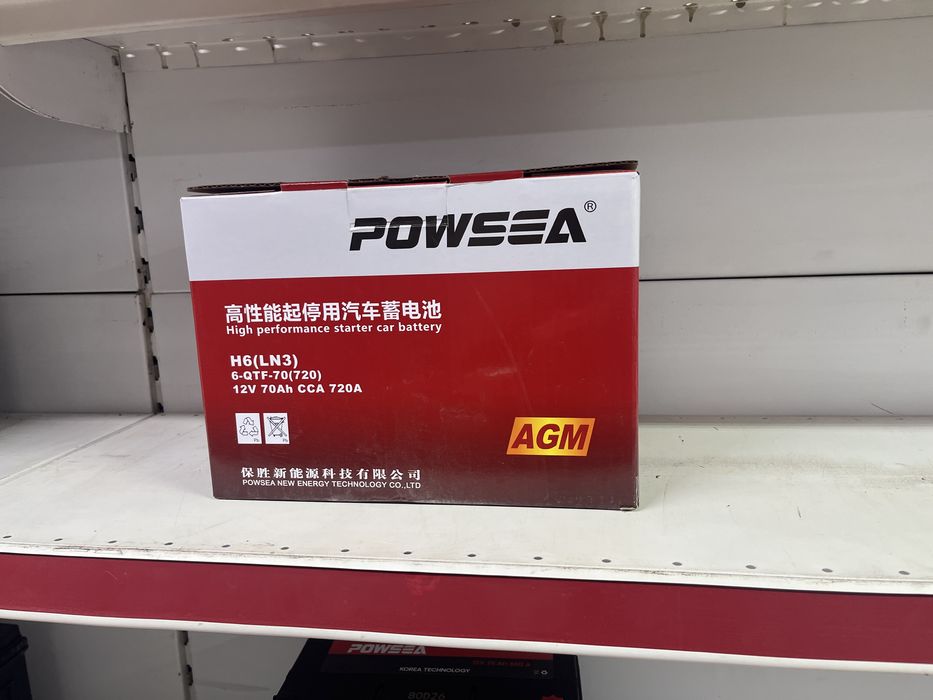 POWSEA®
高性能起停用汽车蓄电池
High performance starter car battery
H6(LN3)
6-QTF-70(720)
12V 70Ah CCA 720A
Pb Pb
AGM
保胜新能源科技有限公司
POWSEA NEW ENERGY TECHNOLOGY CO.,LTD
POWSEA
KOREA TECHNOLOGY